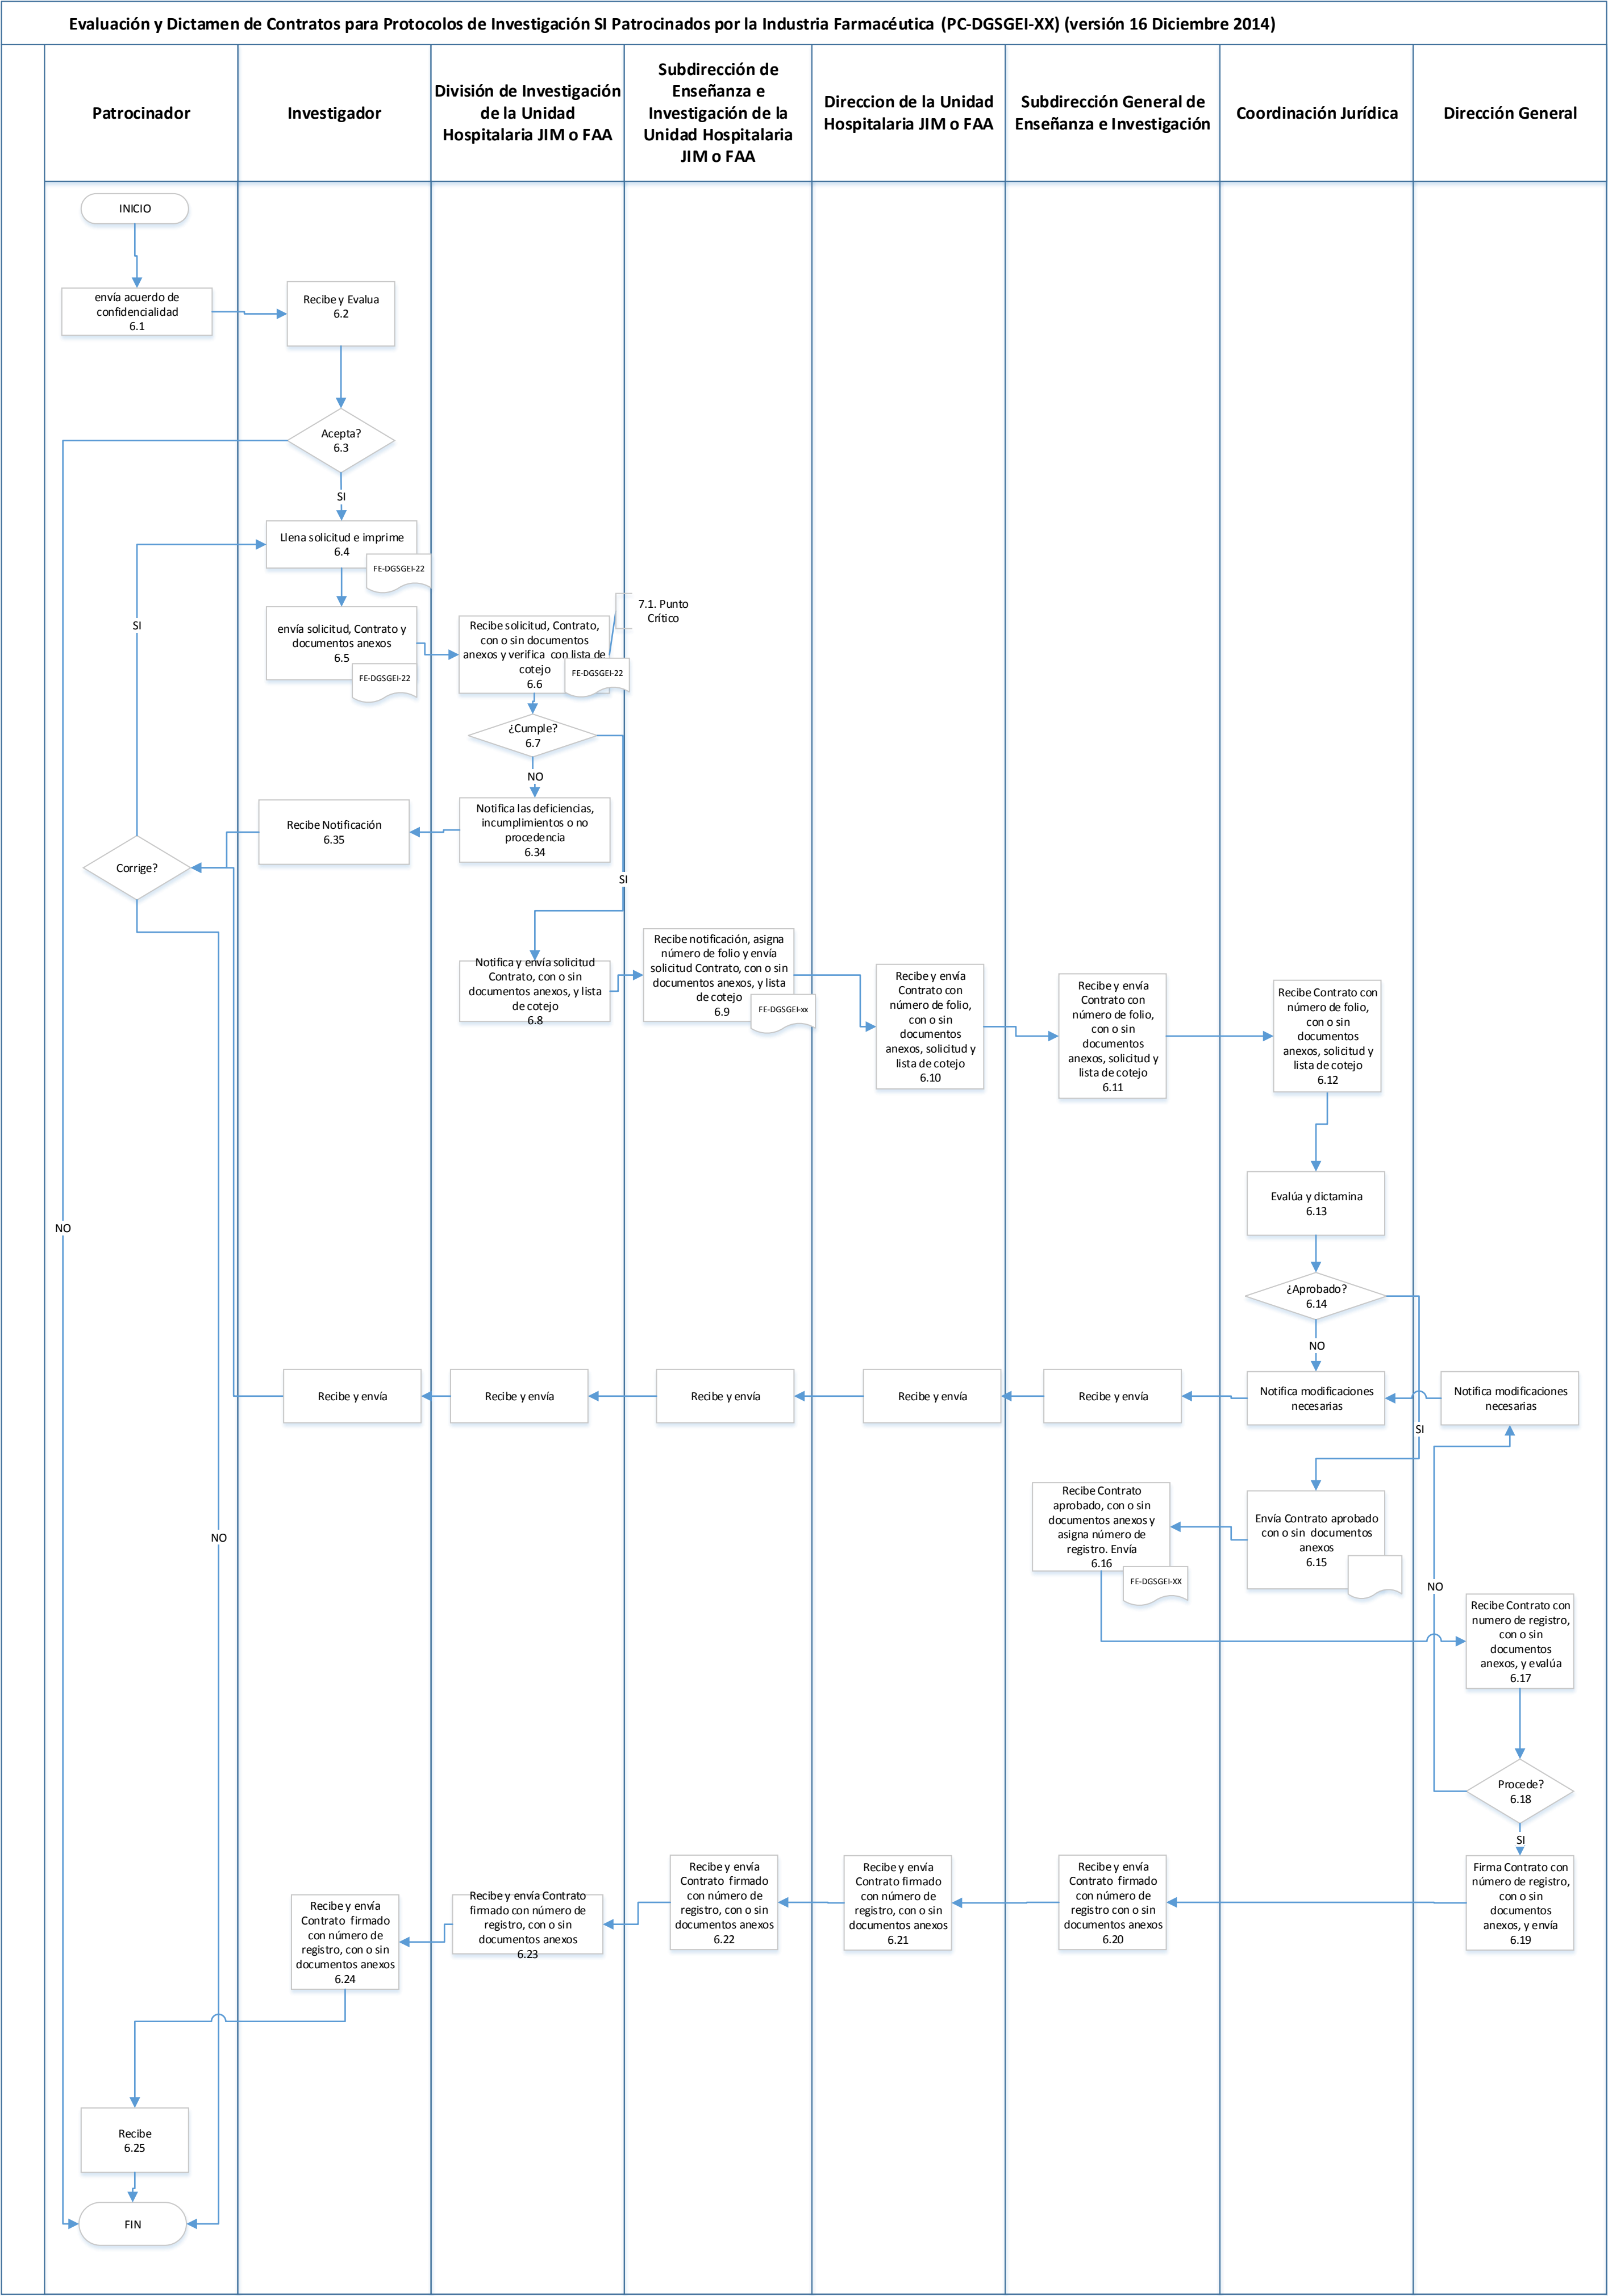 Evaluación y Dictamen de Contratos para Protocolos de Investigación SI Patrocinados por la Industria Farmacéutica (PC-DGSGEI-XX) (versión 16 Diciembre 2014)
Patrocinador
Investigador
División de Investigación
de la Unidad
Hospitalaria JIM o FAA
Subdirección de
Enseñanza e
Investigación de la
Unidad Hospitalaria
JIM o FAA
Direccion de la Unidad
Hospitalaria JIM o FAA
Subdirección General de
Enseñanza e Investigación
Coordinación Jurídica
Dirección General
INICIO
envía acuerdo de
confidencialidad
6.1
Recibe y Evalua
6.2
Acepta?
6.3
SI
Llena solicitud e imprime
6.4
FE-DGSGEI-22
SI
envía solicitud, Contrato y
documentos anexos
6.5
FE-DGSGEI-22
Recibe solicitud, Contrato,
con o sin documentos
anexos y verifica con lista de
cotejo
6.6
FE-DGSGEI-22
7.1. Punto
Crítico
¿Cumple?
6.7
NO
Notifica las deficiencias,
incumplimientos o no
procedencia
6.34
Recibe Notificación
6.35
Corrige?
SI
Notifica y envía solicitud
Contrato, con o sin
documentos anexos, y lista
de cotejo
6.8
Recibe notificación, asigna
número de folio y envía
solicitud Contrato, con o sin
documentos anexos, y lista
de cotejo
6.9
FE-DGSGEI-xx
Recibe y envía
Contrato con
número de folio,
con o sin
documentos
anexos, solicitud y
lista de cotejo
6.10
Recibe y envía
Contrato con
número de folio,
con o sin
documentos
anexos, solicitud y
lista de cotejo
6.11
Recibe Contrato con
número de folio,
con o sin
documentos
anexos, solicitud y
lista de cotejo
6.12
Evalúa y dictamina
6.13
NO
¿Aprobado?
6.14
NO
Recibe y envía
Recibe y envía
Recibe y envía
Recibe y envía
Recibe y envía
Notifica modificaciones
necesarias
Notifica modificaciones
necesarias
SI
Recibe Contrato
aprobado, con o sin
documentos anexos y
asigna número de
registro. Envía
6.16
FE-DGSGEI-XX
Envía Contrato aprobado
con o sin documentos
anexos
6.15
NO
NO
Recibe Contrato con
numero de registro,
con o sin
documentos
anexos, y evalúa
6.17
Procede?
6.18
SI
Firma Contrato con
número de registro,
con o sin
documentos
anexos, y envía
6.19
Recibe y envía
Contrato firmado
con número de
registro con o sin
documentos anexos
6.20
Recibe y envía
Contrato firmado
con número de
registro, con o sin
documentos anexos
6.21
Recibe y envía
Contrato firmado
con número de
registro, con o sin
documentos anexos
6.22
Recibe y envía Contrato
firmado con número de
registro, con o sin
documentos anexos
6.23
Recibe y envía
Contrato firmado
con número de
registro, con o sin
documentos anexos
6.24
Recibe
6.25
FIN